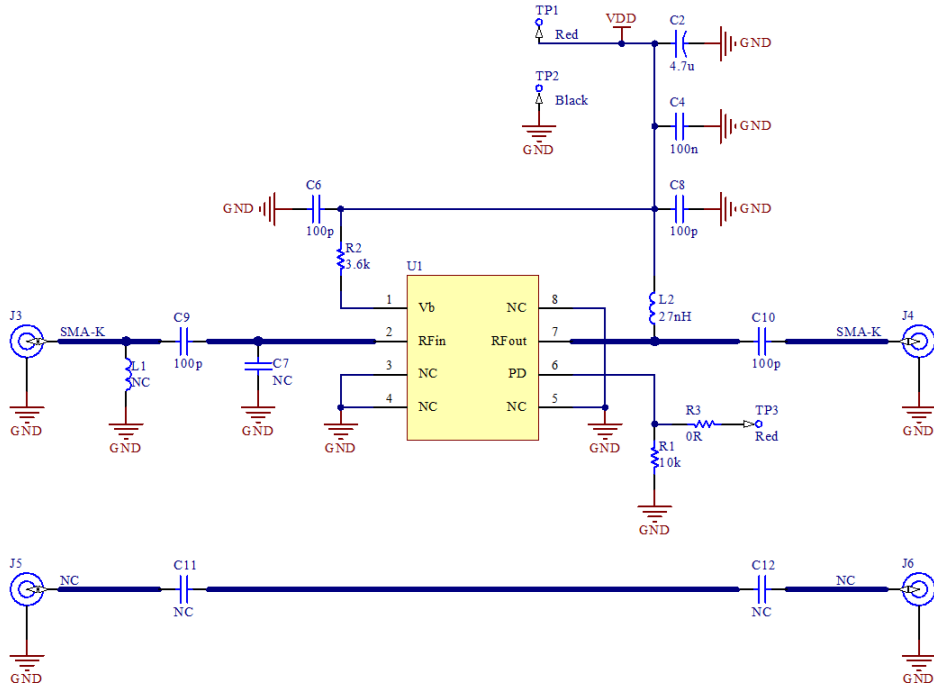 TP1
VDD
C2
Red
GND
4.7u
TP2
Black
C4
GND
100n
GND
C6
C8
GND
GND
100p
100p
R2
3.6k
U1
1
Vb
NC
8
L2
27nH
J3
SMA-K
C9
2
RFin
RFout
7
C10
SMA-K
J4
100p
100p
L1
NC
C7
NC
3
NC
PD
6
4
NC
NC
5
R3
TP3
0R
Red
GND
GND
GND
GND
GND
GND
R1
10k
GND
J5
NC
C11
C12
NC
J6
NC
NC
GND
GND